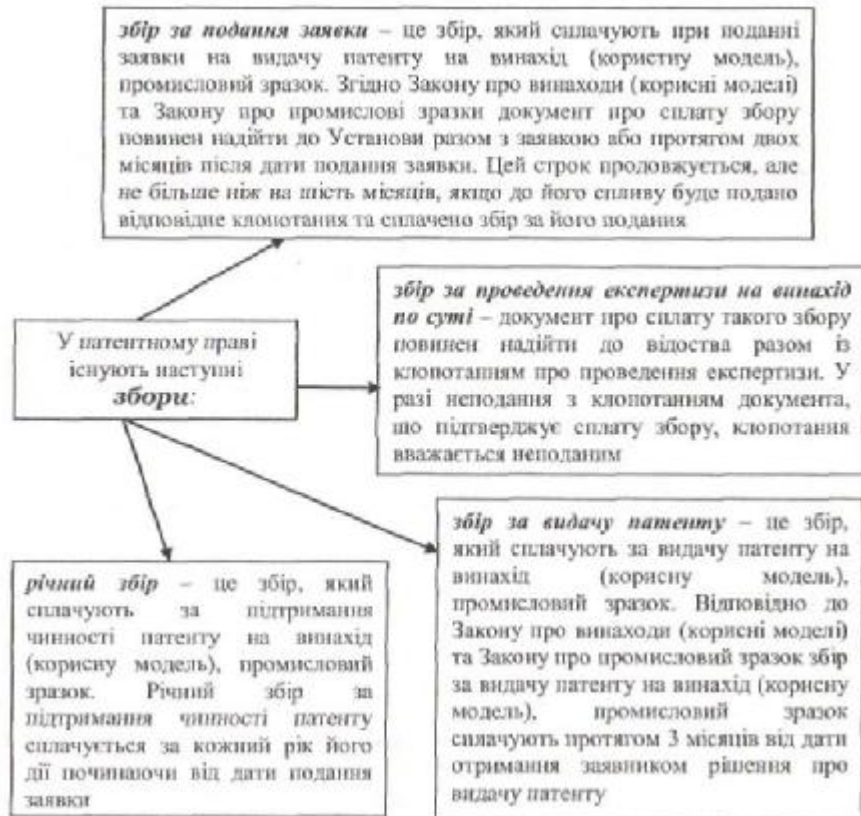 збір за подання заявки – це збір, який сплачують при поданні
заявки на видачу патенту на винахід (користну модель),
промисловий зразок. Згідно Закону про винаходи (корисні моделі)
та Закону про промислові зразки документ про сплату збору
повинен надійти до Установи разом з заявкою або протягом двох
місяців після дати подання заявки. Цей строк продовжується, але
не більше ніж на шість місяців, якщо до його спливу буде подано
відповідне клопотання та сплачено збір за його подання
У патентному праві
існують наступні
збори:
збір за проведення експертизи на винахід
по суті – документ про сплату такого збору
повинен надійти до відоства разом із
клопотанням про проведення експертизи. У
разі неподання з клопотанням документа,
що підтверджує сплату збору, клопотання
вважається неподаним
річний збір – це збір, який
сплачують за підтримання
чинності патенту на винахід
(корисну модель), промисловий
зразок. Річний збір за
підтримання чинності патенту
сплачується за кожний рік його
дії починаючи від дати подання
заявки
збір за видачу патенту – це збір,
який сплачують за видачу патенту на
винахід (корисну модель),
промисловий зразок. Відповідно до
Закону про винаходи (корисні моделі)
та Закону про промисловий зразок збір
за видачу патенту на винахід (корисну
модель), промисловий зразок
сплачують протягом 3 місяців від дати
отримання заявником рішення про
видачу патенту